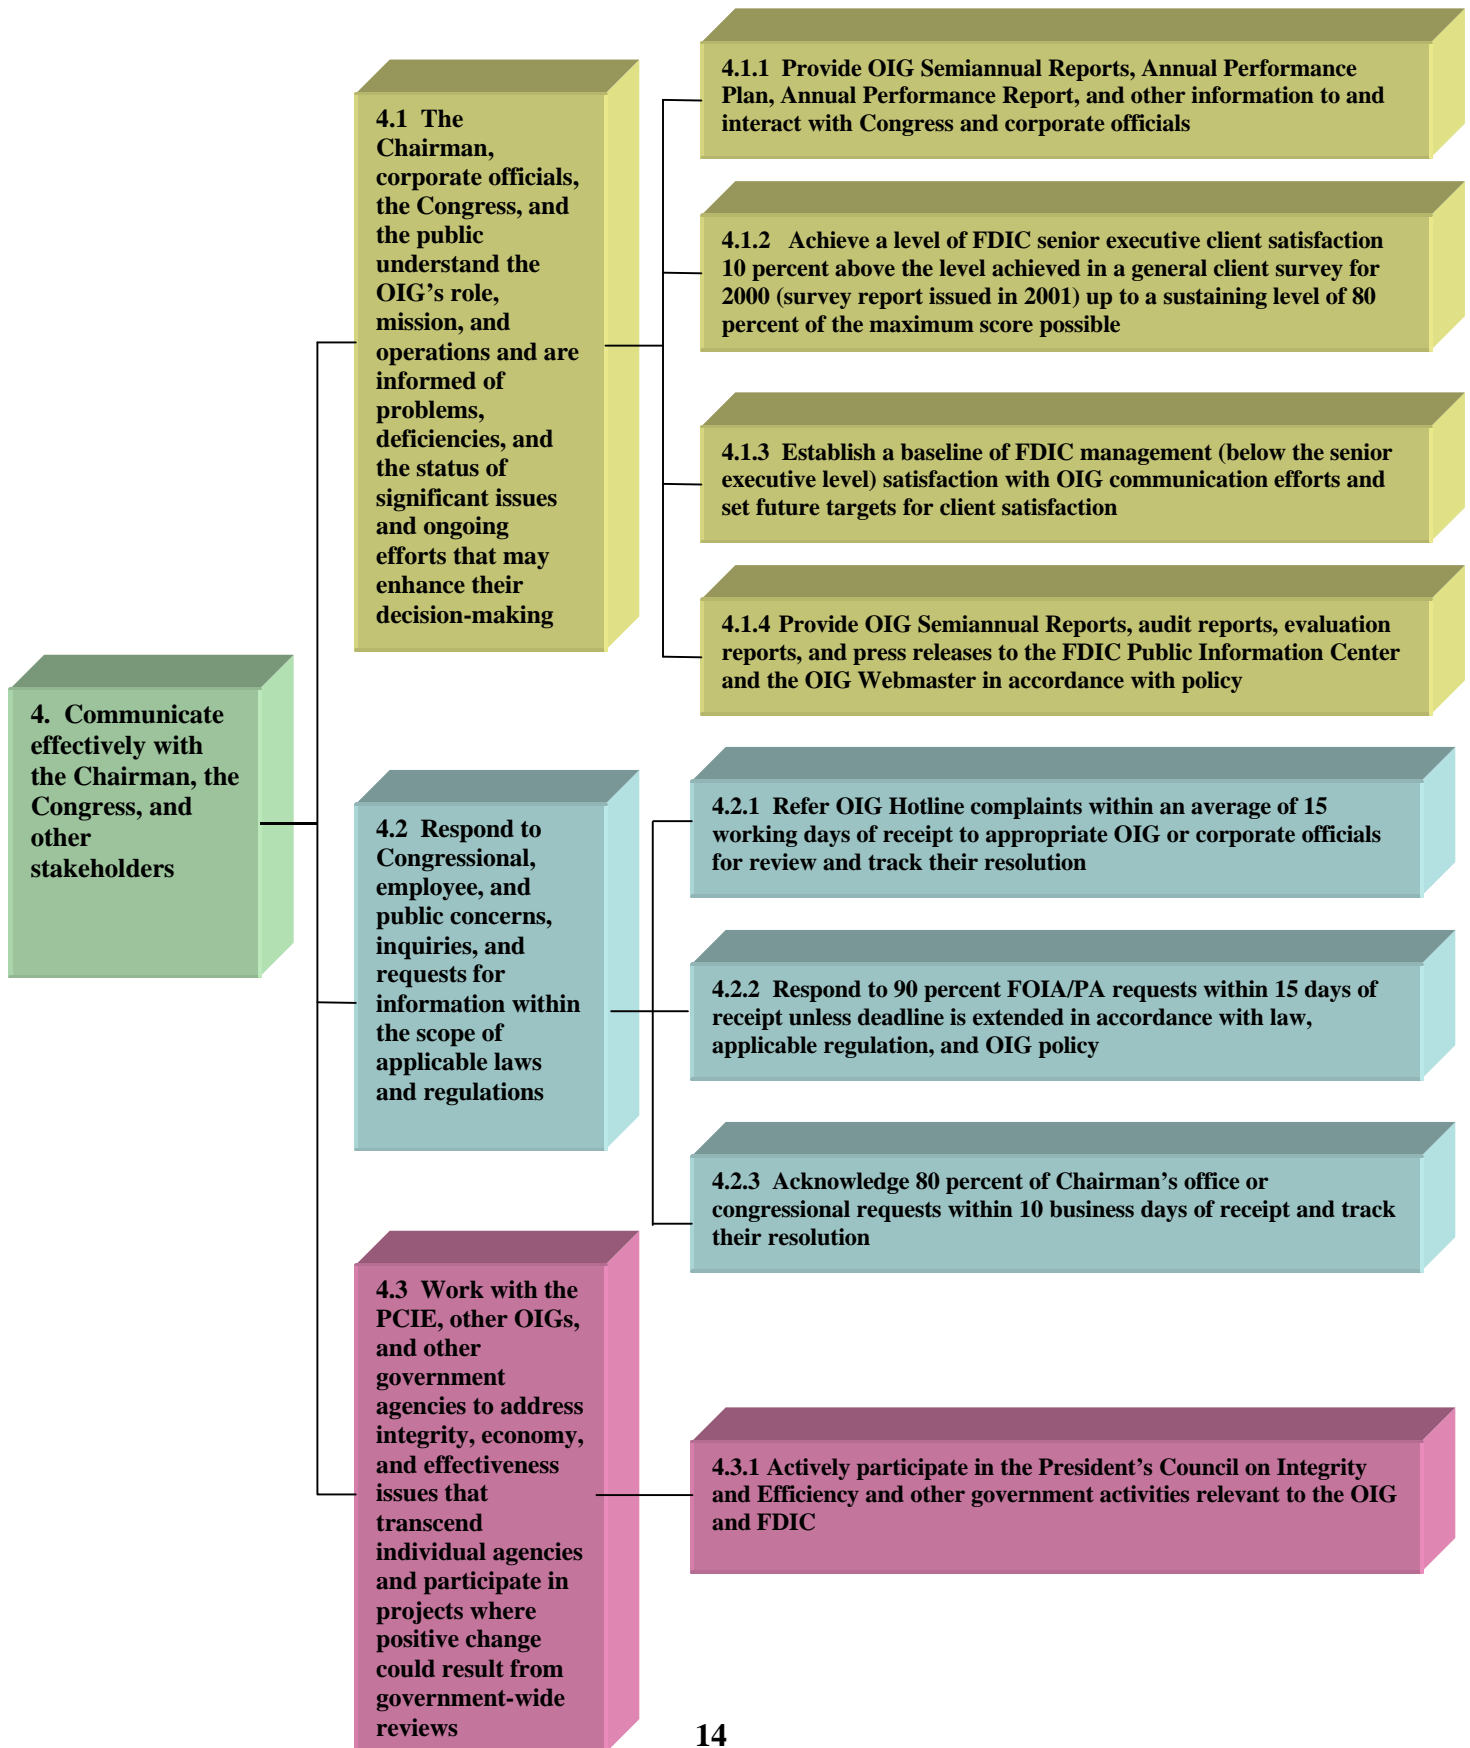 4. Communicate
effectively with
the Chairman, the
Congress, and
other
stakeholders
4.1 The
Chairman,
corporate officials,
the Congress, and
the public
understand the
OIG’s role,
mission, and
operations and are
informed of
problems,
deficiencies, and
the status of
significant issues
and ongoing
efforts that may
enhance their
decision-making
4.1.1 Provide OIG Semiannual Reports, Annual Performance
Plan, Annual Performance Report, and other information to and
interact with Congress and corporate officials
4.1.2 Achieve a level of FDIC senior executive client satisfaction
10 percent above the level achieved in a general client survey for
2000 (survey report issued in 2001) up to a sustaining level of 80
percent of the maximum score possible
4.1.3 Establish a baseline of FDIC management (below the senior
executive level) satisfaction with OIG communication efforts and
set future targets for client satisfaction
4.1.4 Provide OIG Semiannual Reports, audit reports, evaluation
reports, and press releases to the FDIC Public Information Center
and the OIG Webmaster in accordance with policy
4.2 Respond to
Congressional,
employee, and
public concerns,
inquiries, and
requests for
information within
the scope of
applicable laws
and regulations
4.2.1 Refer OIG Hotline complaints within an average of 15
working days of receipt to appropriate OIG or corporate officials
for review and track their resolution
4.2.2 Respond to 90 percent FOIA/PA requests within 15 days of
receipt unless deadline is extended in accordance with law,
applicable regulation, and OIG policy
4.2.3 Acknowledge 80 percent of Chairman’s office or
congressional requests within 10 business days of receipt and track
their resolution
4.3 Work with the
PCIE, other OIGs,
and other
government
agencies to address
integrity, economy,
and effectiveness
issues that
transcend
individual agencies
and participate in
projects where
positive change
could result from
government-wide
reviews
4.3.1 Actively participate in the President’s Council on Integrity
and Efficiency and other government activities relevant to the OIG
and FDIC
14